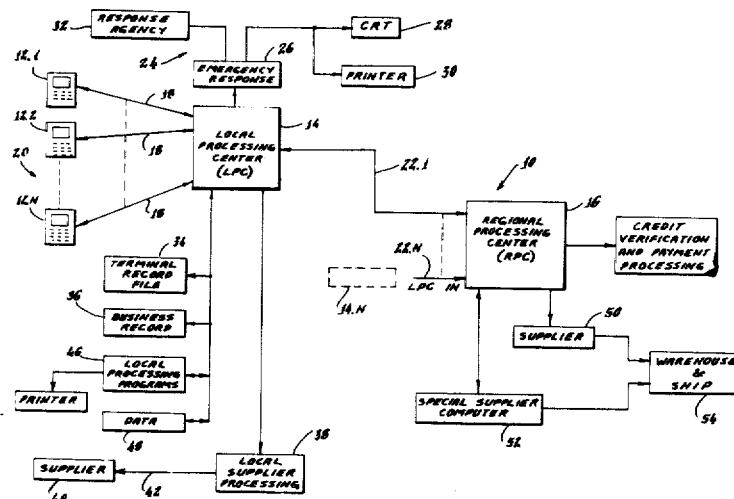 32
RESPONSE
AGENCY
24
26
CRT
28
EMERGENCY
RESPONSE
PRINTER
30
12.1
18
12.2
18
20
12.N
18
LOCAL
PROCESSING
CENTER
(LPC)
14
22.1
10
REGIONAL
PROCESSING
CENTER
(RPC)
16
CREDIT
VERIFICATION
AND PAYMENT
PROCESSING
22.N
LPC IN
14.N
34
TERMINAL
RECORD
FILE
36
BUSINESS
RECORD
46
LOCAL
PROCESSING
PROGRAMS
PRINTER
DATA
48
SUPPLIER
50
WAREHOUSE
&
SHIP
54
SPECIAL SUPPLIER
COMPUTER
52
LOCAL
SUPPLIER
PROCESSING
38
SUPPLIER
42